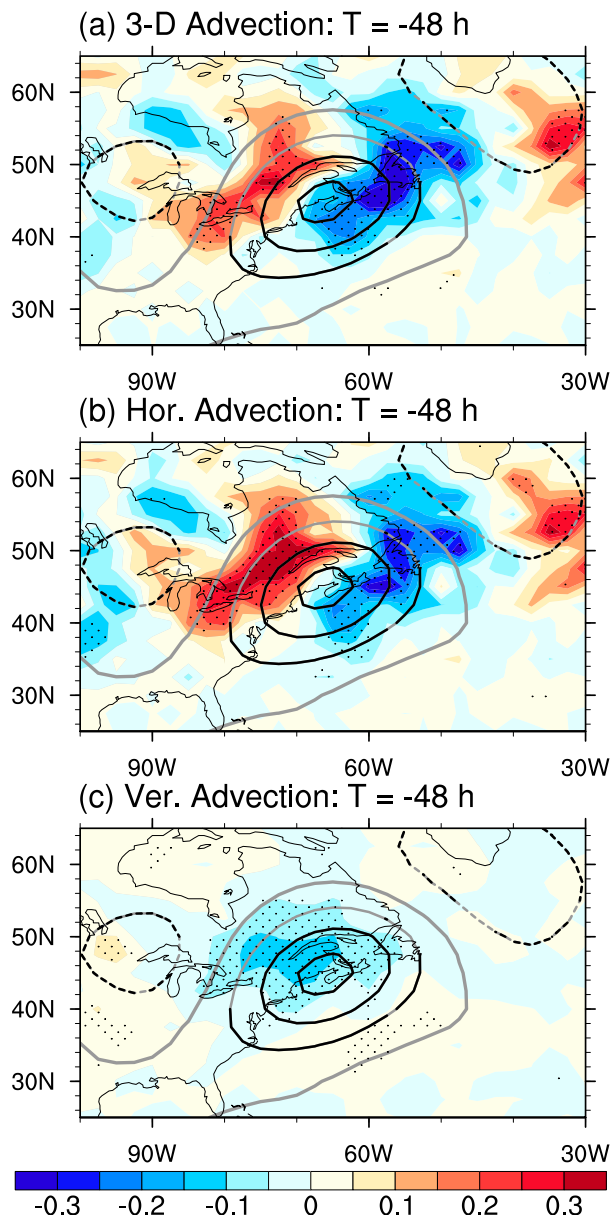 (a) 3-D Advection: T = -48 h
60N
50N
40N
30N
90W 60W 30W
(b) Hor. Advection: T = -48 h
60N
50N
40N
30N
90W 60W 30W
(c) Ver. Advection: T = -48 h
60N
50N
40N
30N
90W 60W 30W
-0.3 -0.2 -0.1 0 0.1 0.2 0.3